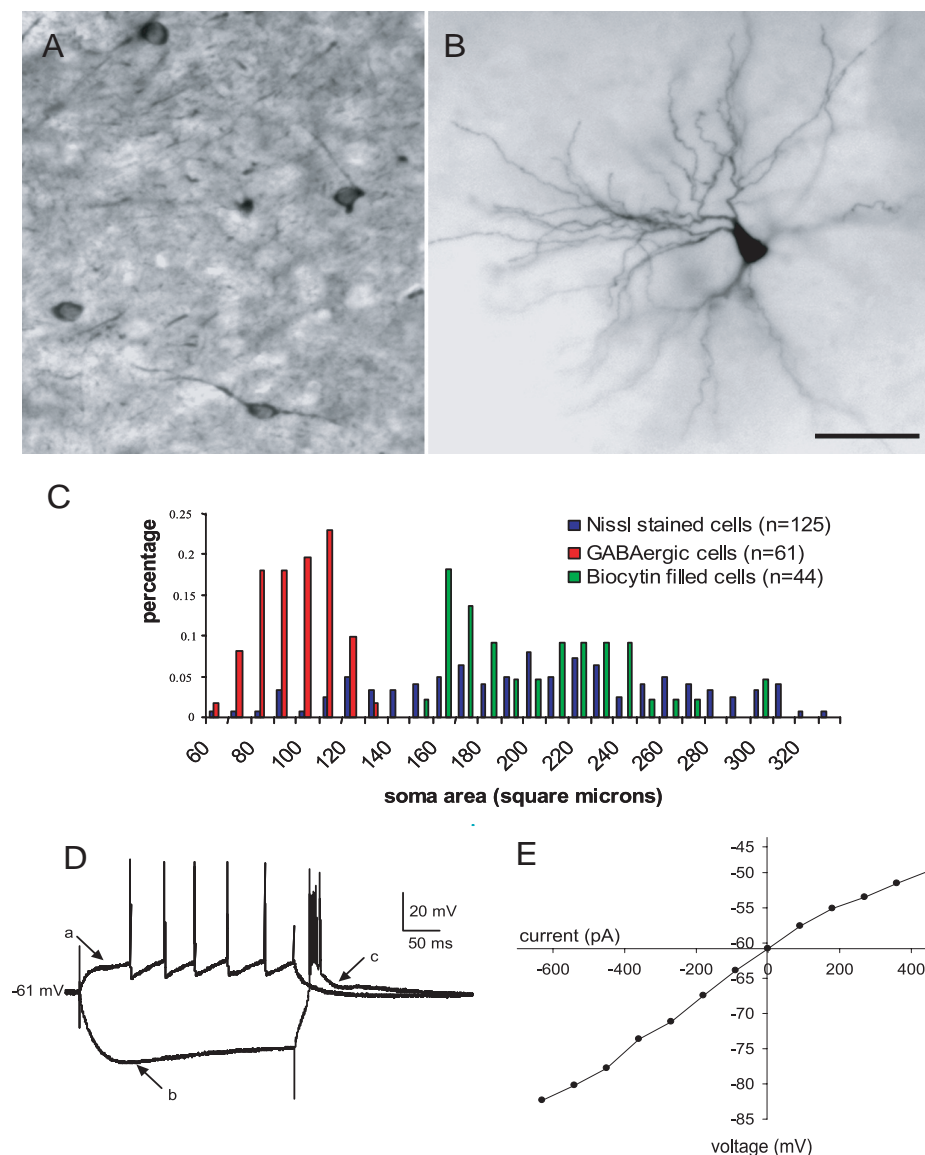 A
B
C
percentage
0.25
0.2
0.15
0.1
0.05
0
Nissl stained cells (n=125)
GABAergic cells (n=61)
Biocytin filled cells (n=44)
60 80 100 120 140 160 180 200 220 240 260 280 300 320
soma area (square microns)
D
a
-61 mV
b
c
20 mV
50 ms
E
-45
-50
-55
-60
-65
-70
-75
-80
-85
current (pA)
-600 -400 -200 0 200 400
voltage (mV)